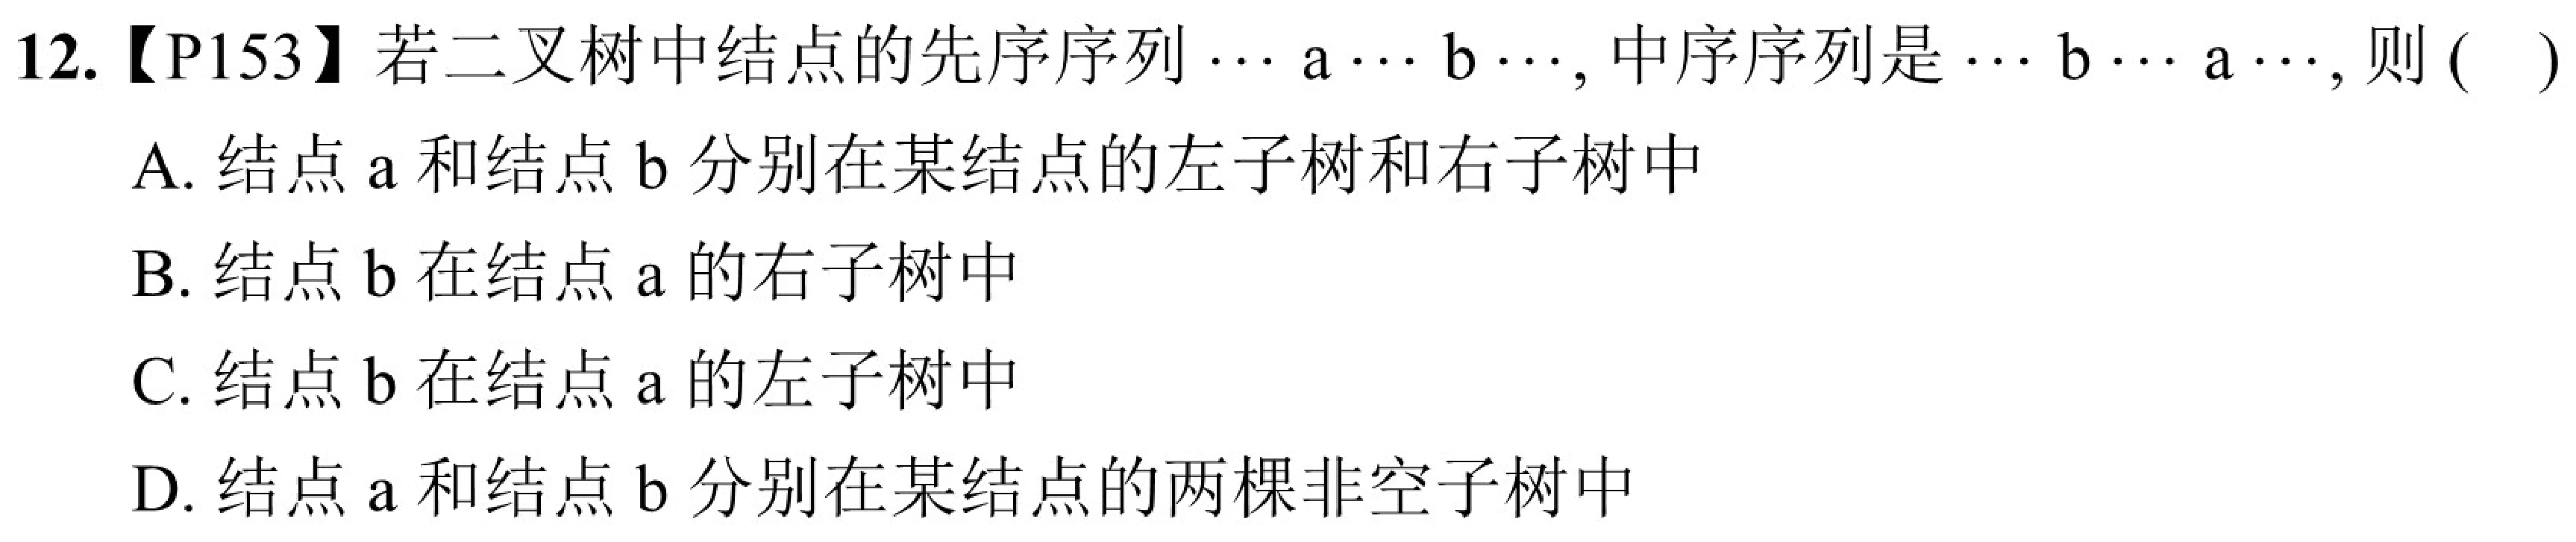 12.【P153】若二叉树中结点的先序序列 ··· a ··· b ···, 中序序列是 ··· b ··· a ···, 则 (   )
A. 结点 a 和结点 b 分别在某结点的左子树和右子树中
B. 结点 b 在结点 a 的右子树中
C. 结点 b 在结点 a 的左子树中
D. 结点 a 和结点 b 分别在某结点的两棵非空子树中